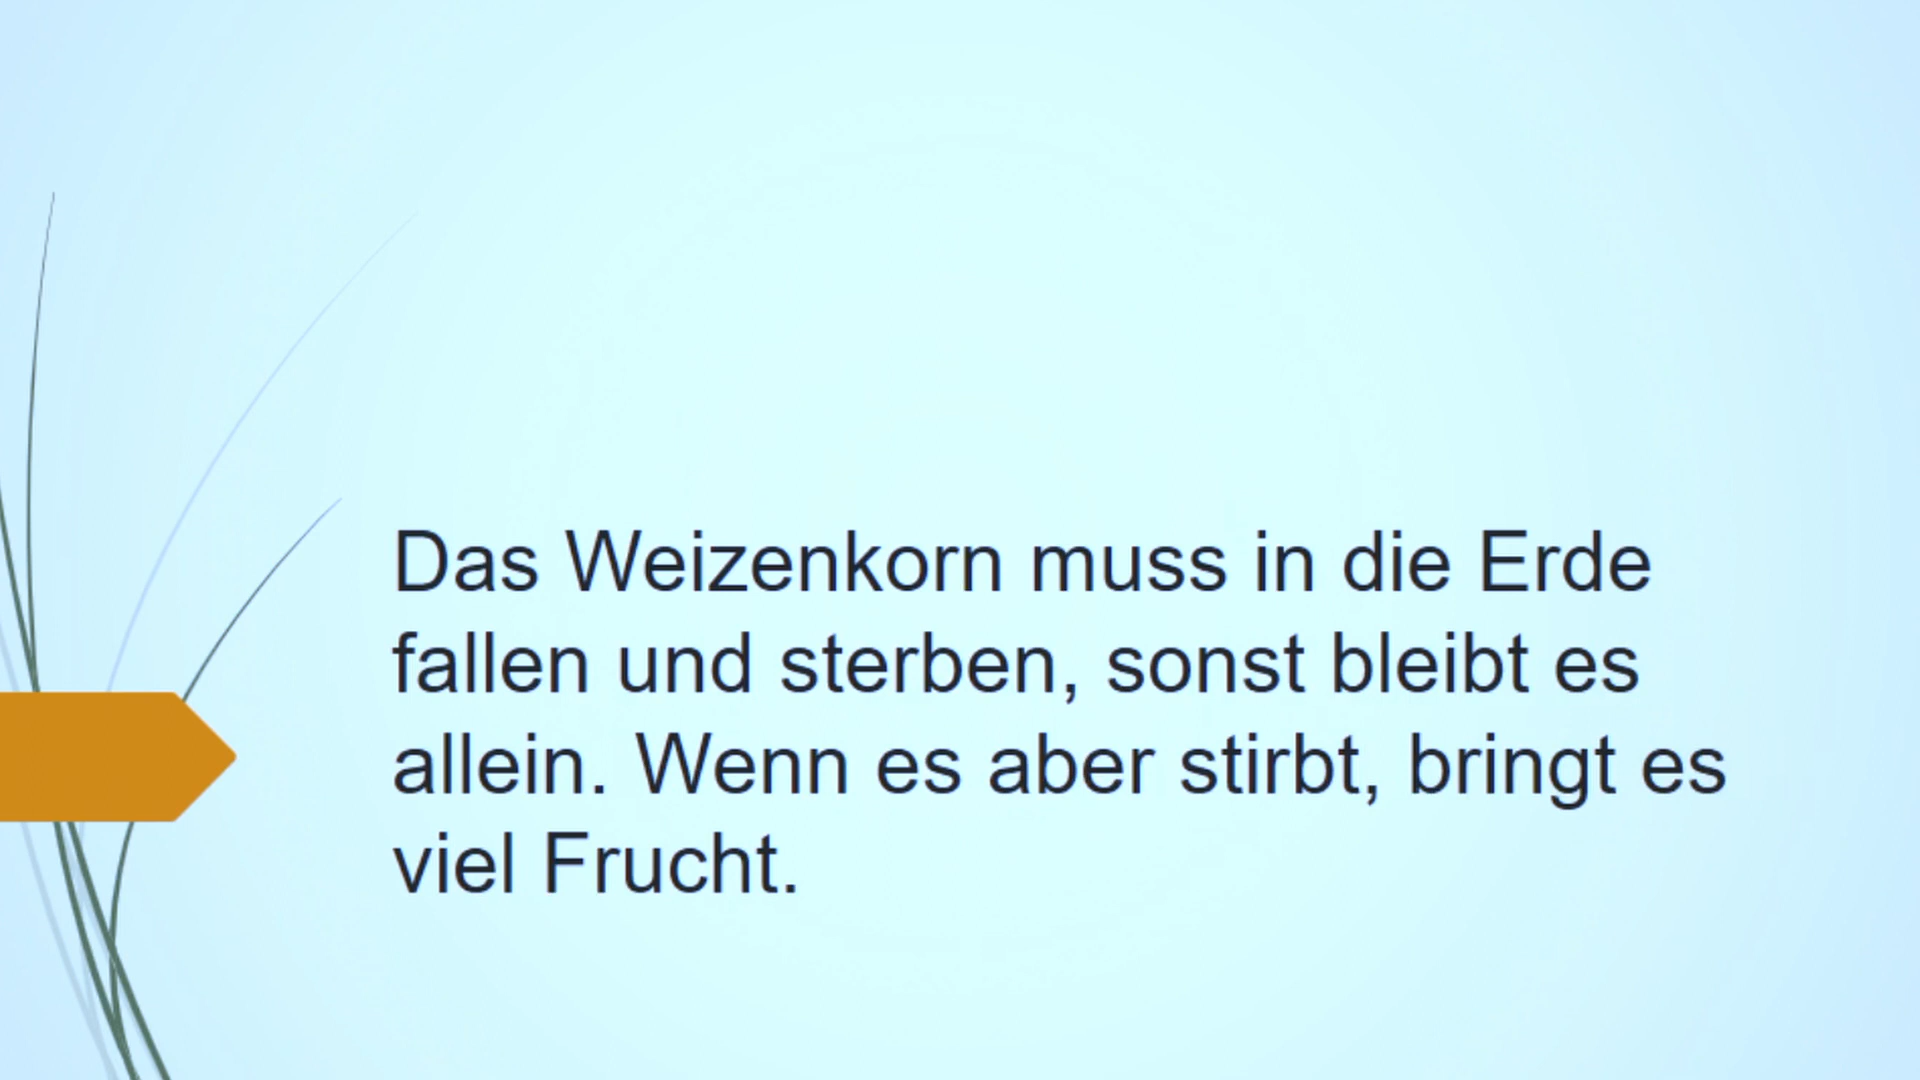 Das Weizenkorn muss in die Erde
fallen und sterben, sonst bleibt es
allein. Wenn es aber stirbt, bringt es
viel Frucht.